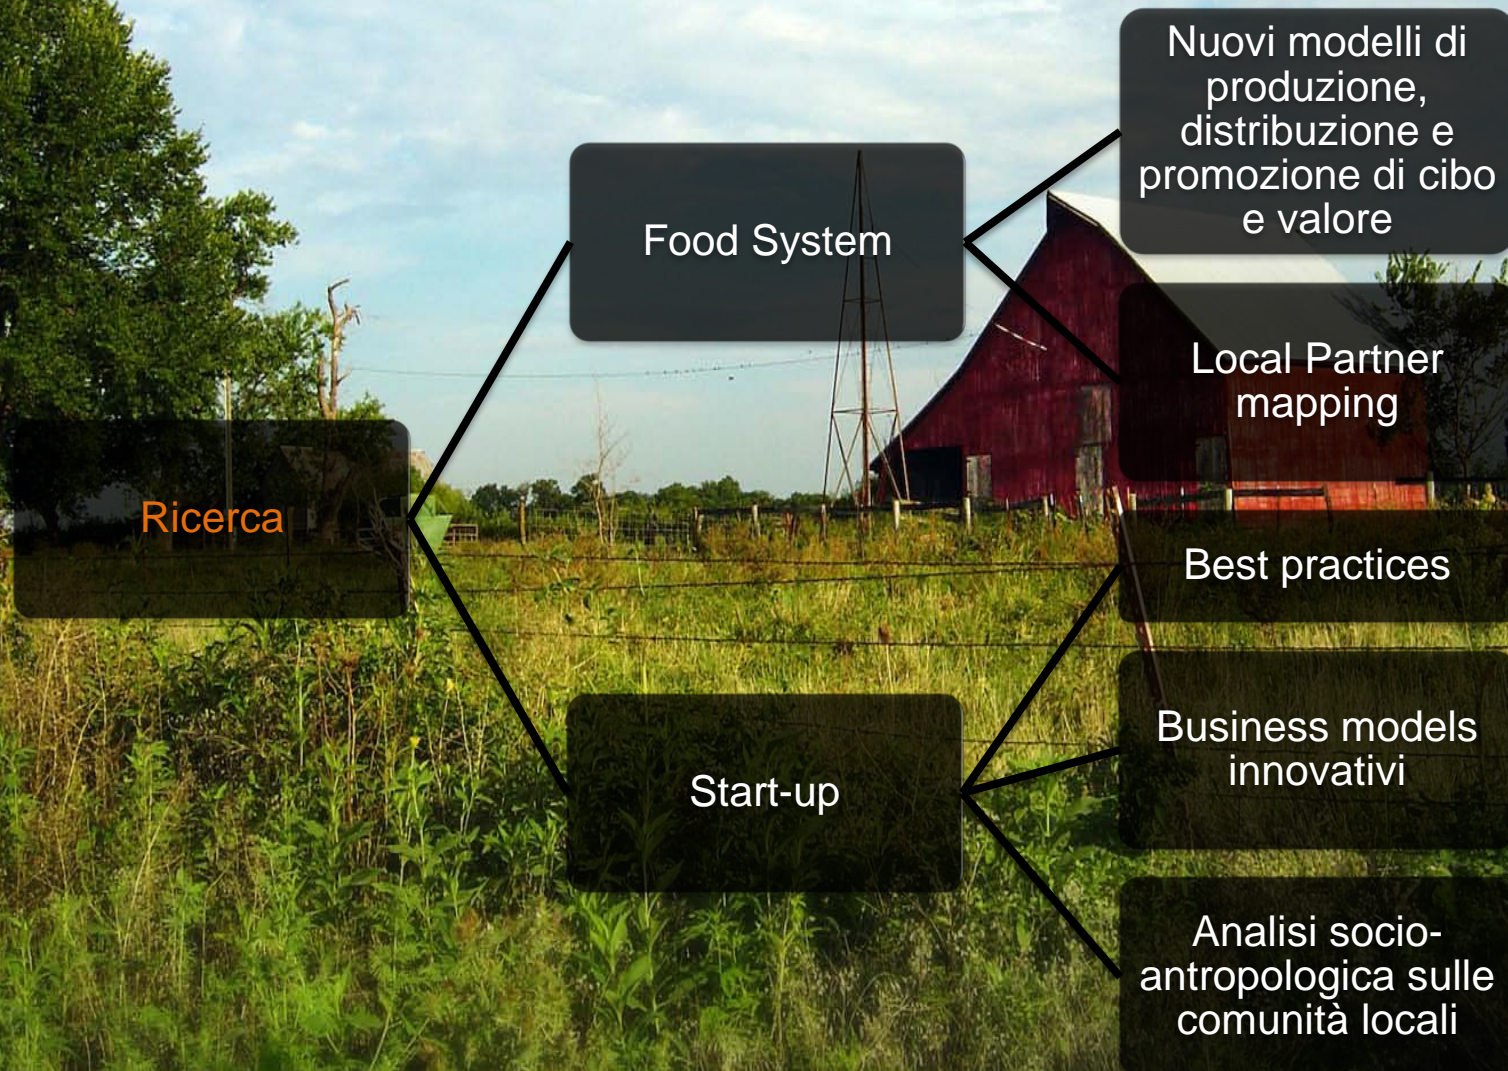 Ricerca
Food System
Nuovi modelli di
produzione,
distribuzione e
promozione di cibo
e valore
Local Partner
mapping
Start-up
Best practices
Business models
innovativi
Analisi socio-
antropologica sulle
comunità locali